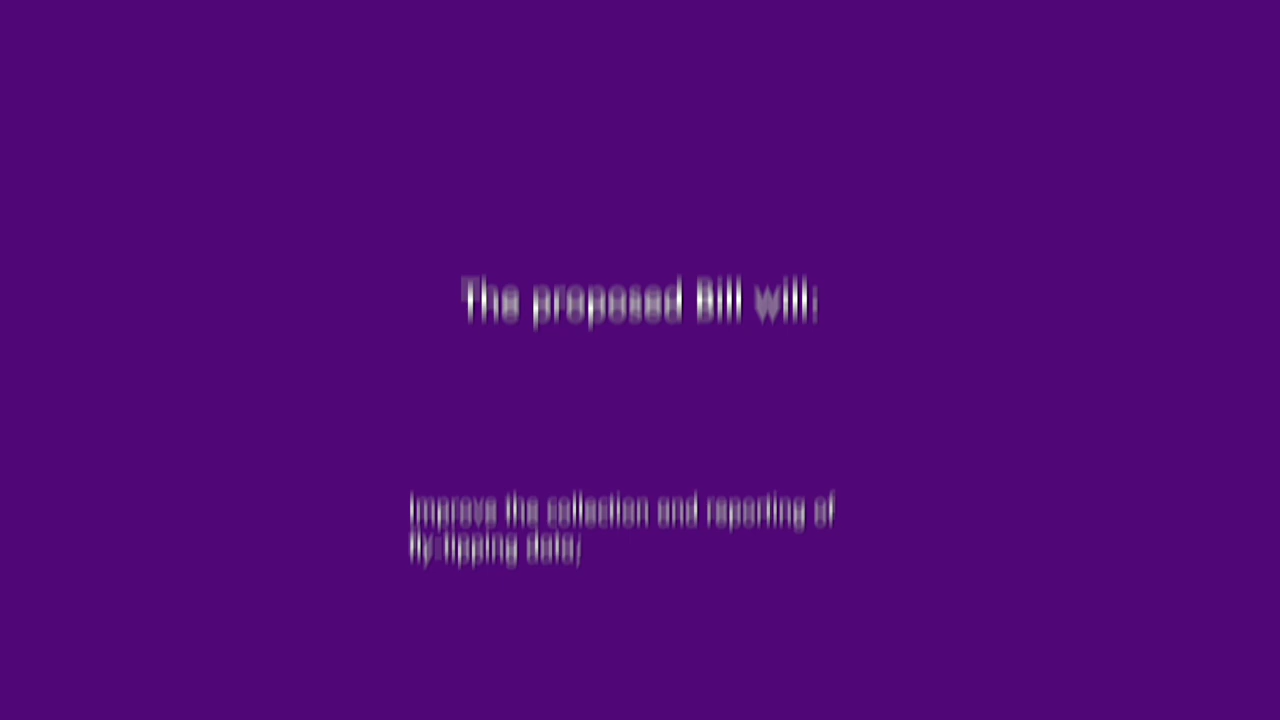 The proposed Bill will:
Improve the collection and reporting of
fly-tipping data;